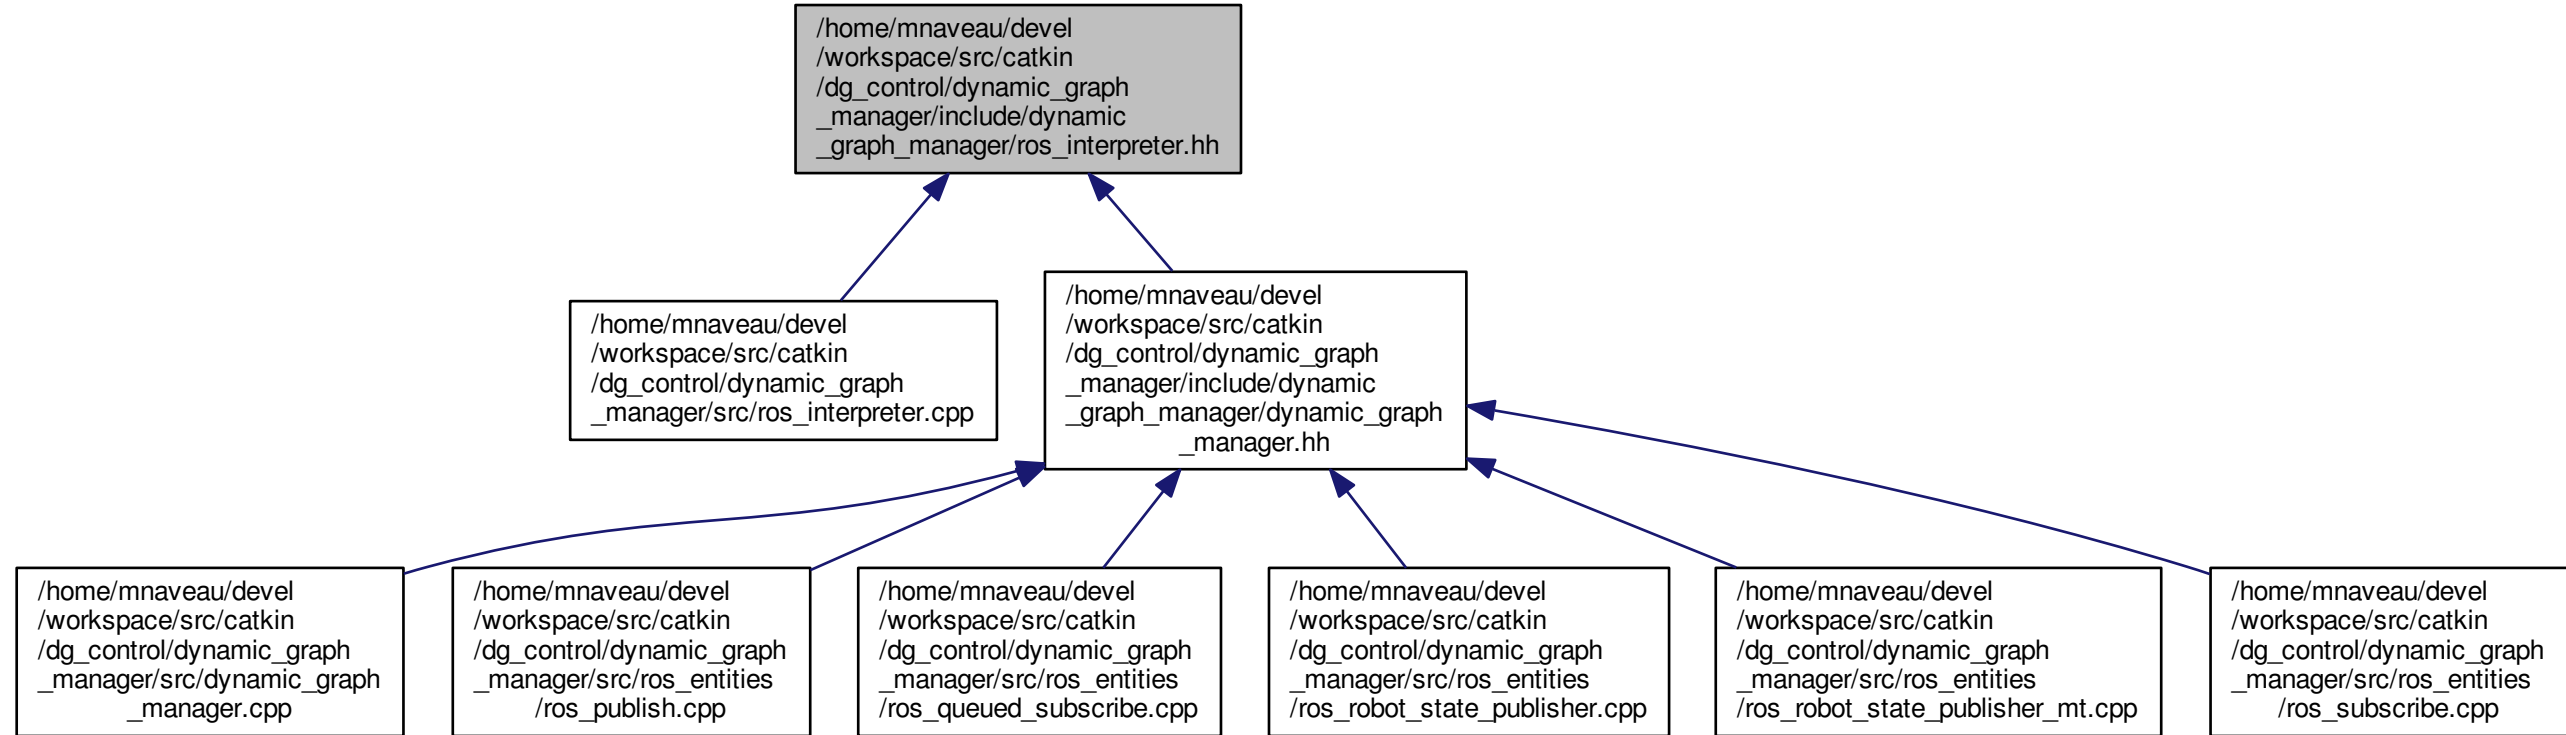 /home/mnaveau/devel
/workspace/src/catkin
/dg_control/dynamic_graph
_manager/include/dynamic
_graph_manager/ros_interpreter.hh
/home/mnaveau/devel
/workspace/src/catkin
/dg_control/dynamic_graph
_manager/src/ros_interpreter.cpp
/home/mnaveau/devel
/workspace/src/catkin
/dg_control/dynamic_graph
_manager/include/dynamic
_graph_manager/dynamic_graph
_manager.hh
/home/mnaveau/devel
/workspace/src/catkin
/dg_control/dynamic_graph
_manager/src/dynamic_graph
_manager.cpp
/home/mnaveau/devel
/workspace/src/catkin
/dg_control/dynamic_graph
_manager/src/ros_entities
/ros_publish.cpp
/home/mnaveau/devel
/workspace/src/catkin
/dg_control/dynamic_graph
_manager/src/ros_entities
/ros_queued_subscribe.cpp
/home/mnaveau/devel
/workspace/src/catkin
/dg_control/dynamic_graph
_manager/src/ros_entities
/ros_robot_state_publisher.cpp
/home/mnaveau/devel
/workspace/src/catkin
/dg_control/dynamic_graph
_manager/src/ros_entities
/ros_robot_state_publisher_mt.cpp
/home/mnaveau/devel
/workspace/src/catkin
/dg_control/dynamic_graph
_manager/src/ros_entities
/ros_subscribe.cpp